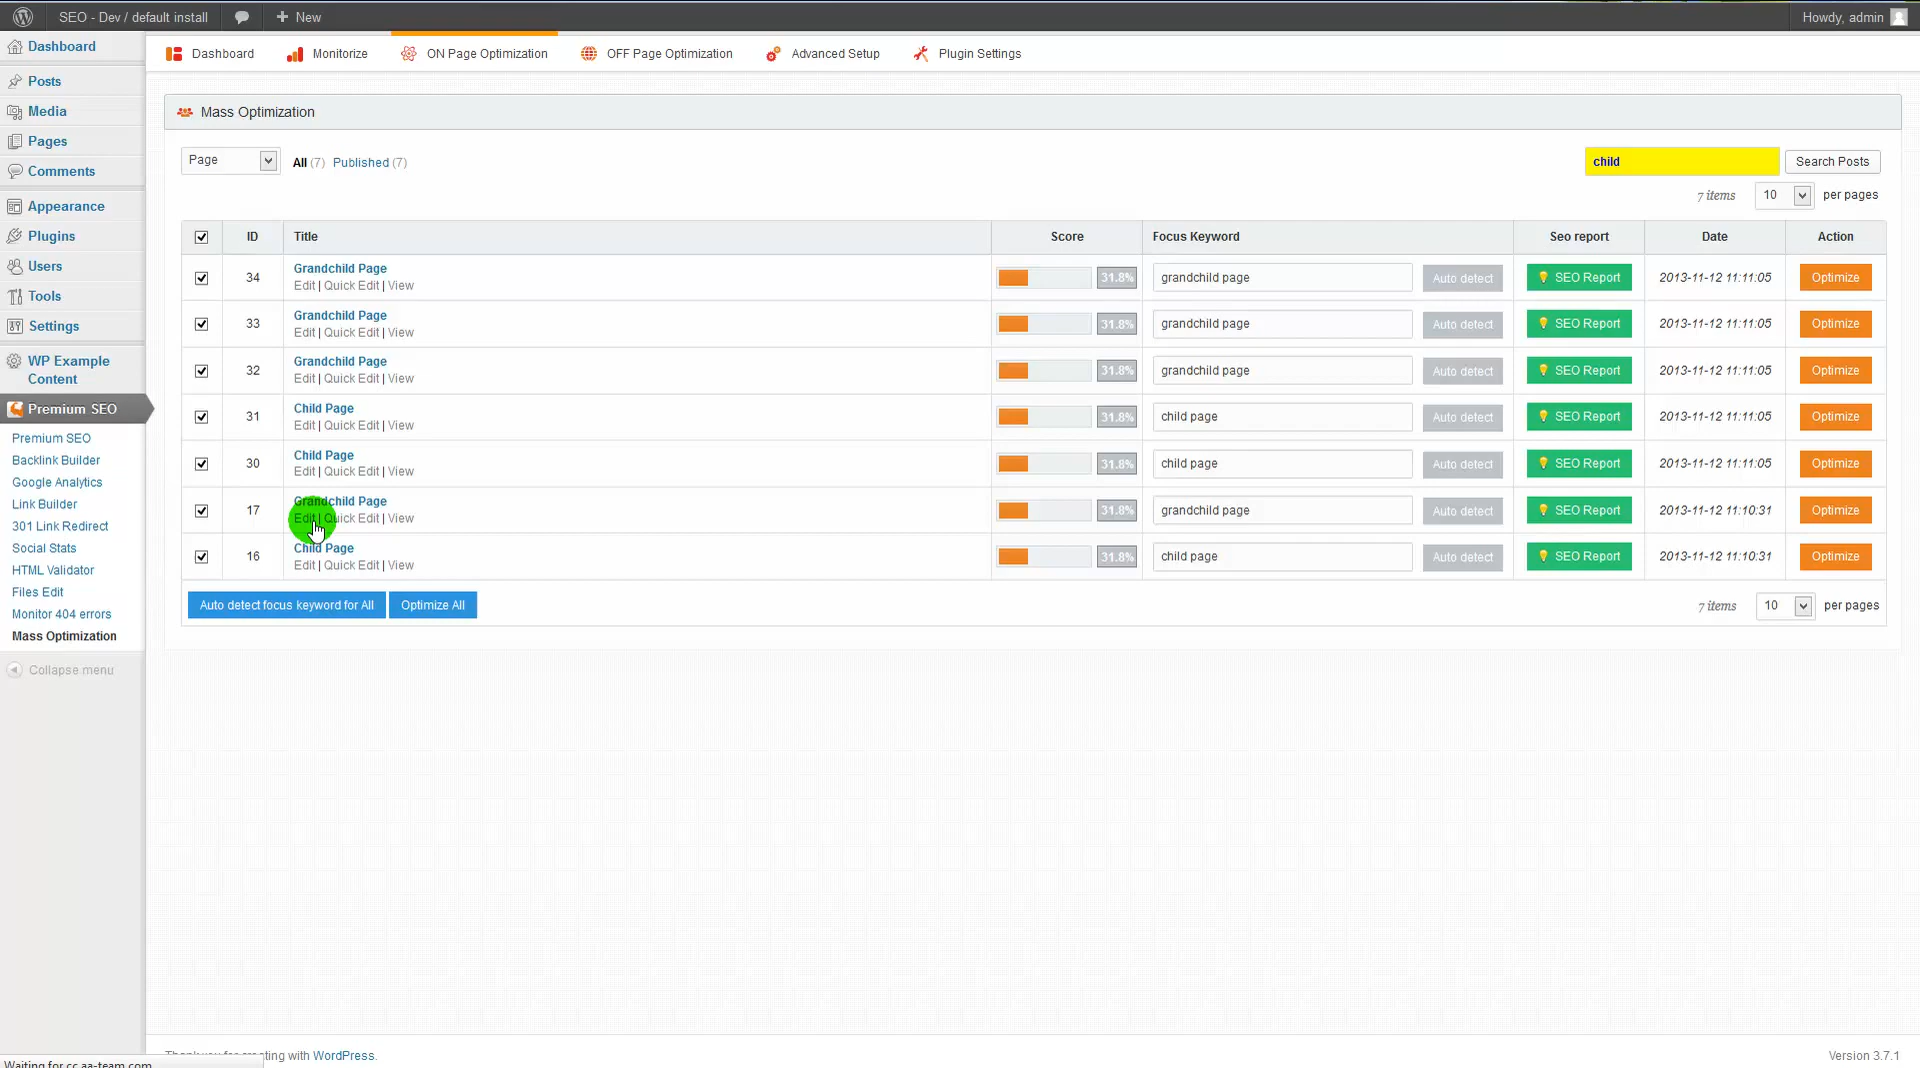 SEO - Dev / default install New Howdy, admin
Dashboard
Posts
Media
Pages
Comments
Appearance
Plugins
Users
Tools
Settings
WP Example
Content
Premium SEO
Premium SEO
Backlink Builder
Google Analytics
Link Builder
301 Link Redirect
Social Stats
HTML Validator
Files Edit
Monitor 404 errors
Mass Optimization
Collapse menu
Dashboard Monitorize ON Page Optimization OFF Page Optimization Advanced Setup Plugin Settings
Mass Optimization
Page All (7) Published (7) child Search Posts
7 items 10 per pages
ID Title Score Focus Keyword Seo report Date Action
34 Grandchild Page 31.8% grandchild page Auto detect SEO Report 2013-11-12 11:11:05 Optimize
Edit | Quick Edit | View
33 Grandchild Page 31.8% grandchild page Auto detect SEO Report 2013-11-12 11:11:05 Optimize
Edit | Quick Edit | View
32 Grandchild Page 31.8% grandchild page Auto detect SEO Report 2013-11-12 11:11:05 Optimize
Edit | Quick Edit | View
31 Child Page 31.8% child page Auto detect SEO Report 2013-11-12 11:11:05 Optimize
Edit | Quick Edit | View
30 Child Page 31.8% child page Auto detect SEO Report 2013-11-12 11:11:05 Optimize
Edit | Quick Edit | View
17 Grandchild Page 31.8% grandchild page Auto detect SEO Report 2013-11-12 11:10:31 Optimize
Edit | Quick Edit | View
16 Child Page 31.8% child page Auto detect SEO Report 2013-11-12 11:10:31 Optimize
Edit | Quick Edit | View
Auto detect focus keyword for All Optimize All 7 items 10 per pages
Thank you for creating with WordPress. Version 3.7.1
Waiting for cc.aa-team.com